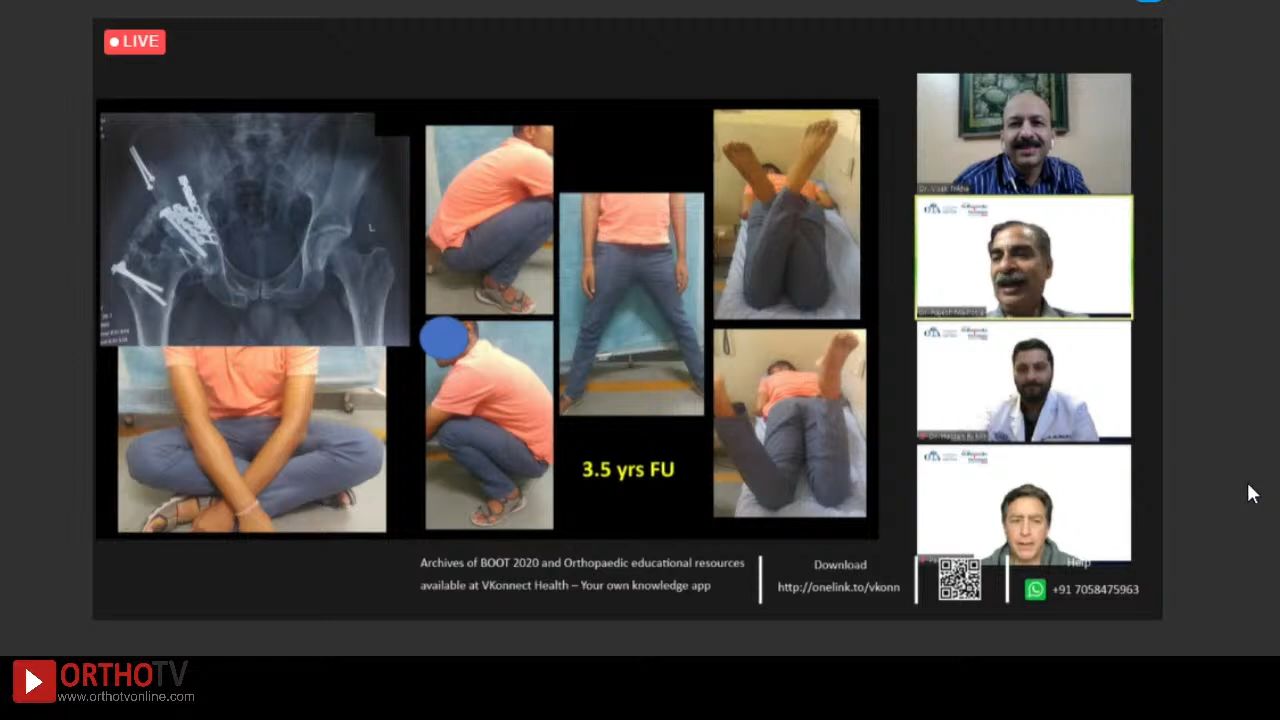 LIVE
L
3.5 yrs FU
Archives of BOOT 2020 and Orthopaedic educational resources
available at VKonnect Health – Your own knowledge app
Download
http://onelink.to/vkonn
Help
+91 7058475963
ORTHOTV
www.orthotvonline.com